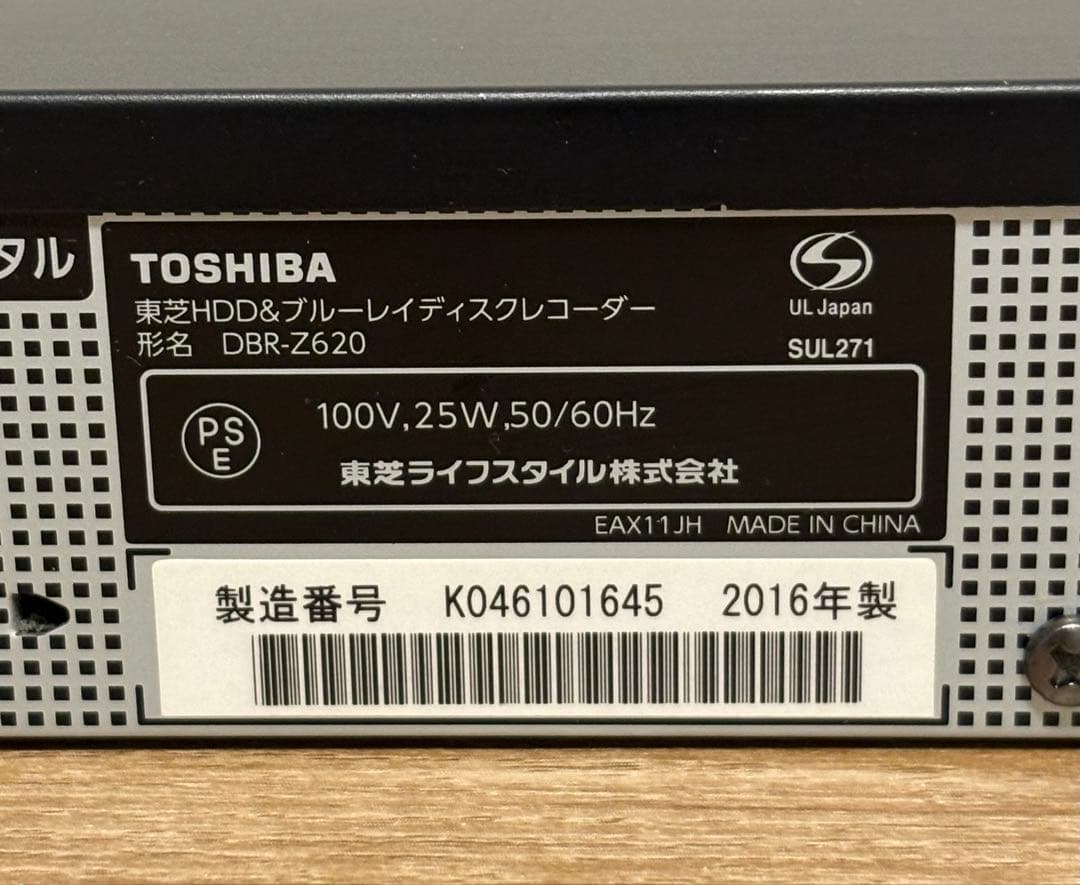 タル
TOSHIBA
東芝HDD&ブルーレイディスクレコーダー
形名 DBR-Z620
UL Japan
SUL271
PS
E
100V,25W,50/60Hz
東芝ライフスタイル株式会社
EAX11JH MADE IN CHINA
製造番号 K046101645 2016年製